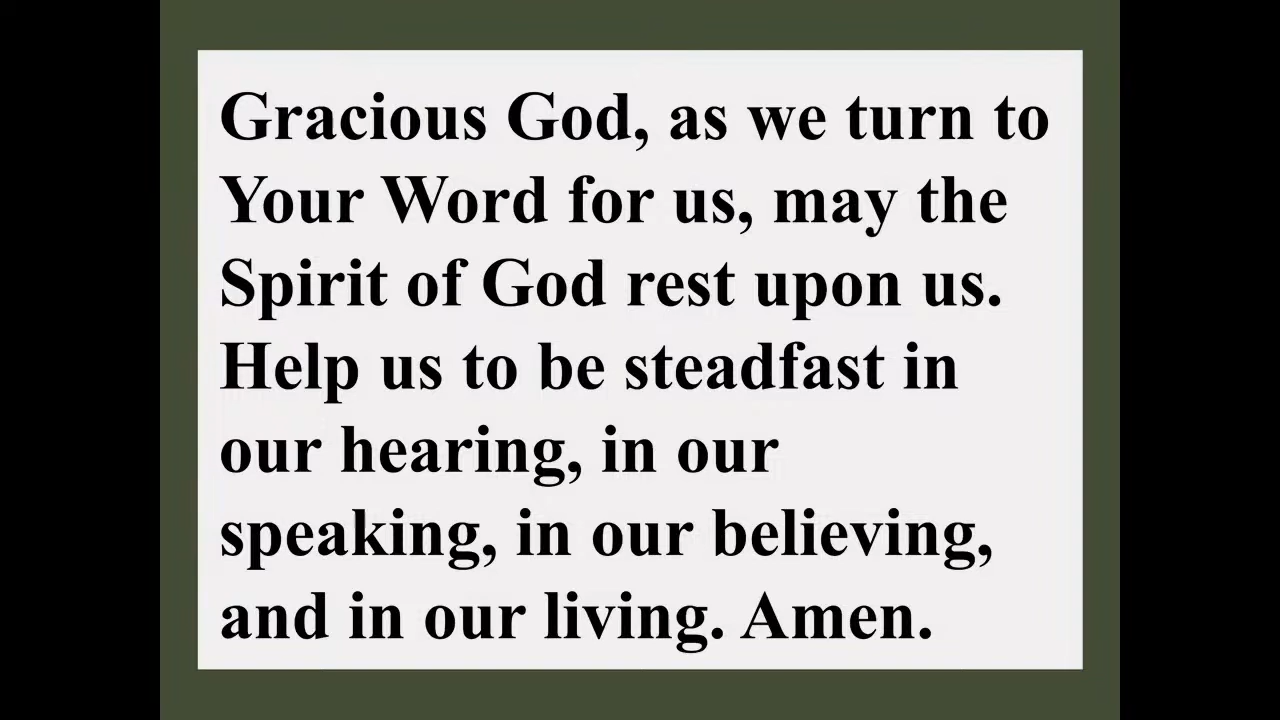 Gracious God, as we turn to
Your Word for us, may the
Spirit of God rest upon us.
Help us to be steadfast in
our hearing, in our
speaking, in our believing,
and in our living. Amen.